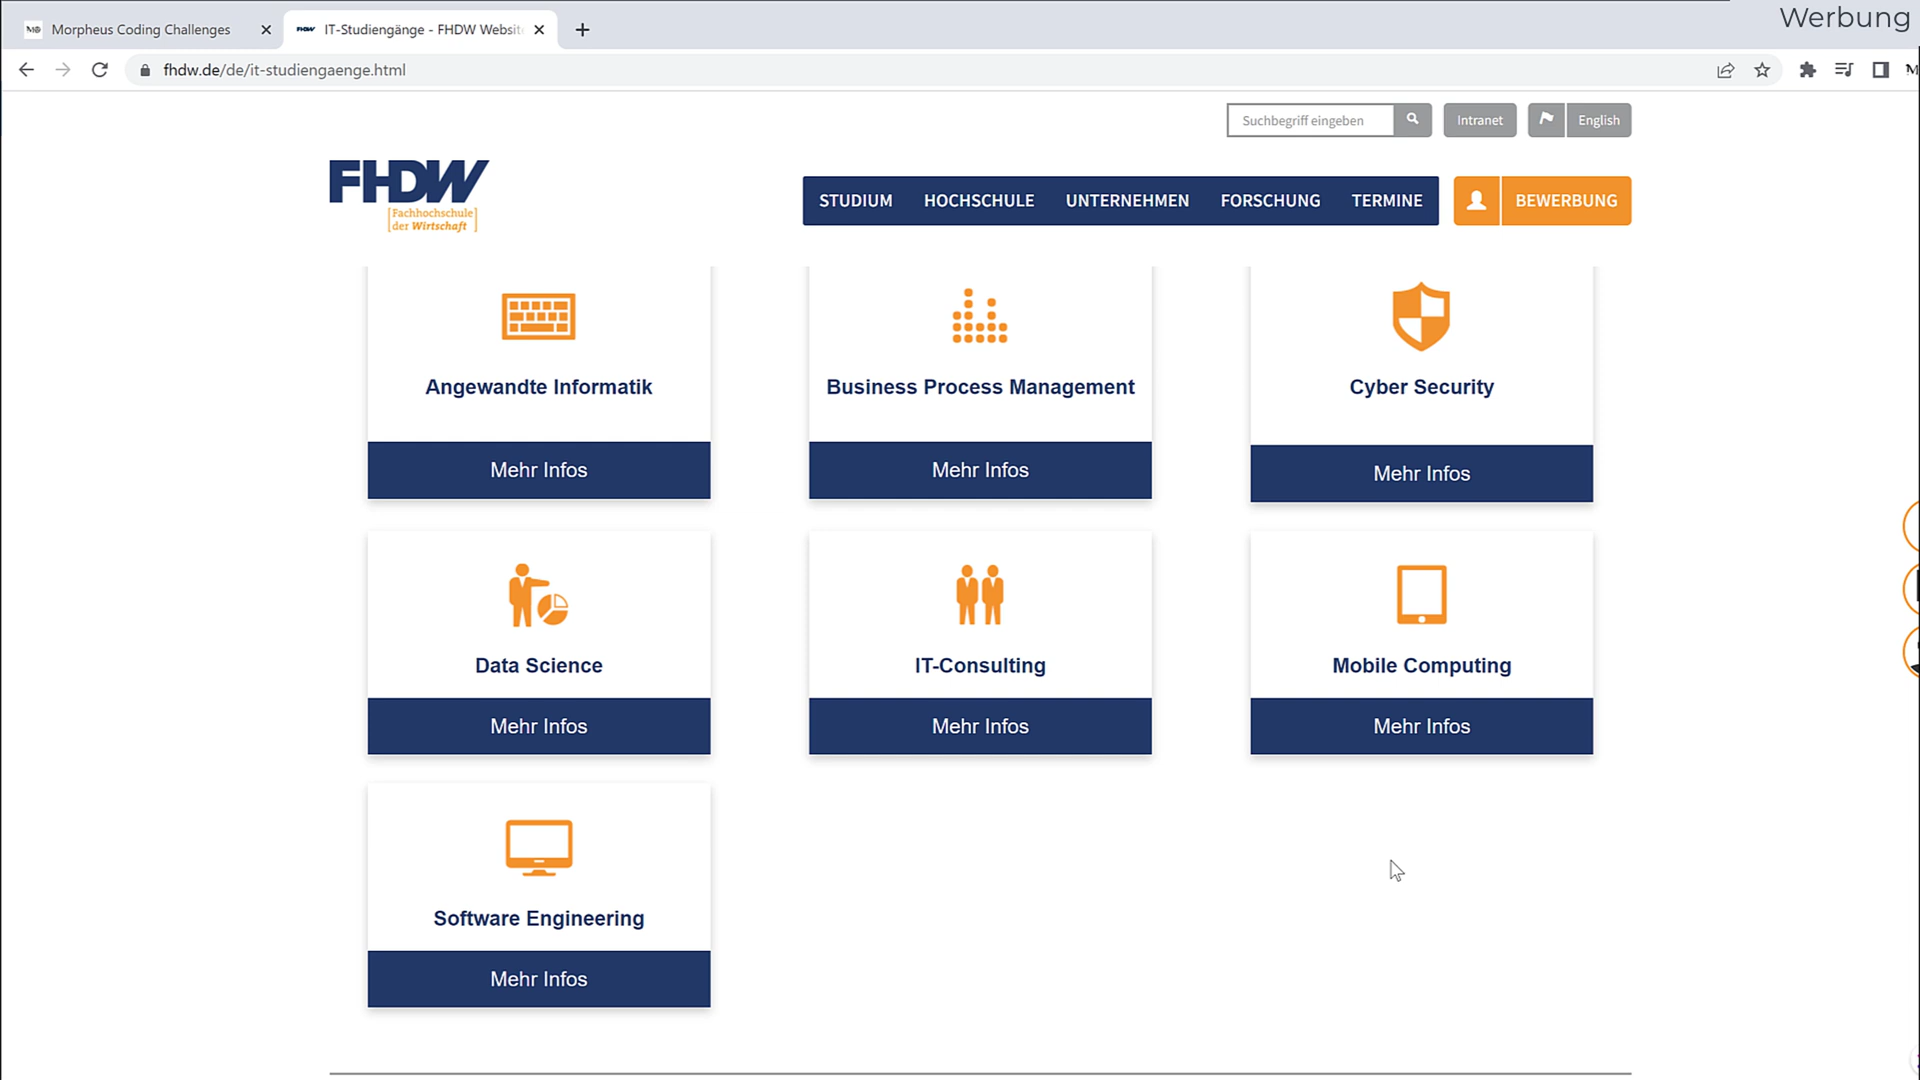 Werbung
Morpheus Coding Challenges
IT-Studiengänge - FHDW Websit
fhdw.de/de/it-studiengaenge.html
Suchbegriff eingeben
Intranet
English
FHDW
[Fachhochschule]
[der Wirtschaft]
STUDIUM HOCHSCHULE UNTERNEHMEN FORSCHUNG TERMINE
BEWERBUNG
Angewandte Informatik
Business Process Management
Cyber Security
Mehr Infos
Mehr Infos
Mehr Infos
Data Science
IT-Consulting
Mobile Computing
Mehr Infos
Mehr Infos
Mehr Infos
Software Engineering
Mehr Infos